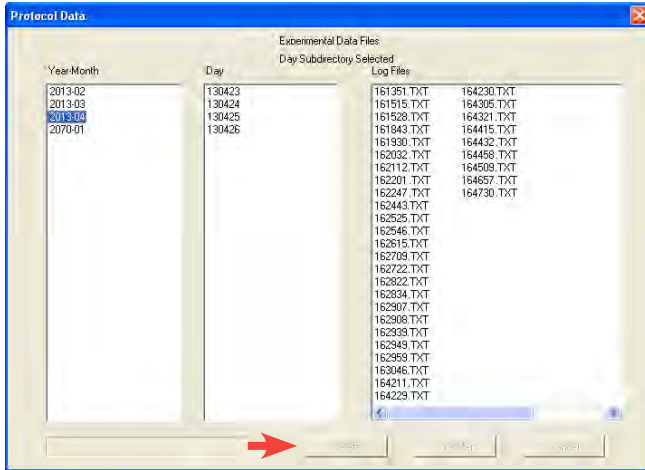 Protocol Data
Experimental Data Files
Day Subdirectory Selected
Year-Month
Day
Log Files
2013-02
2013-03
2013-04
2070-01
130423
130424
130425
130426
161351.TXT
161515.TXT
161528.TXT
161843.TXT
161930.TXT
162032.TXT
162112.TXT
162201.TXT
162247.TXT
162443.TXT
162525.TXT
162546.TXT
162615.TXT
162709.TXT
162722.TXT
162822.TXT
162834.TXT
162907.TXT
162908.TXT
162939.TXT
162949.TXT
162959.TXT
163046.TXT
164211.TXT
164229.TXT
164230.TXT
164305.TXT
164321.TXT
164415.TXT
164432.TXT
164458.TXT
164509.TXT
164657.TXT
164730.TXT